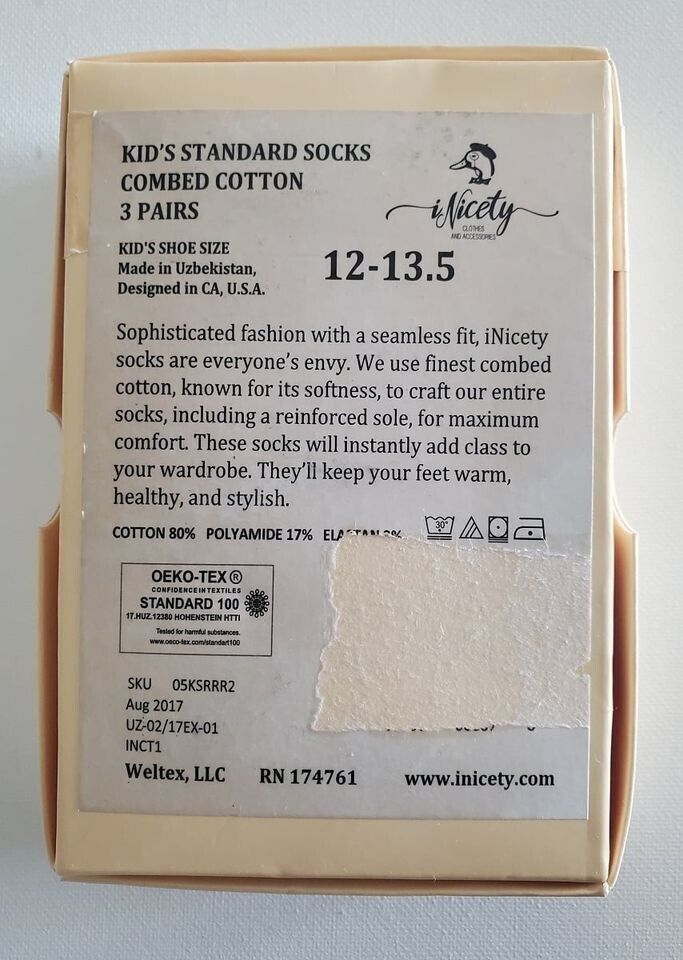 KID'S STANDARD SOCKS
COMBED COTTON
3 PAIRS
iNicety
CLOTHES
AND ACCESSORIES
KID'S SHOE SIZE
Made in Uzbekistan,
Designed in CA, U.S.A.
12-13.5
Sophisticated fashion with a seamless fit, iNicety
socks are everyone's envy. We use finest combed
cotton, known for its softness, to craft our entire
socks, including a reinforced sole, for maximum
comfort. These socks will instantly add class to
your wardrobe. They'll keep your feet warm,
healthy, and stylish.
COTTON 80% POLYAMIDE 17% ELASTAN 3%
30°
OEKO-TEX®
CONFIDENCE IN TEXTILES
STANDARD 100
17.HUZ.12380 HOHENSTEIN HTTI
Tested for harmful substances.
www.oeco-tex.com/standart100
SKU 05KSRRR2
Aug 2017
UZ-02/17EX-01
INCT1
Weltex, LLC RN 174761 www.inicety.com